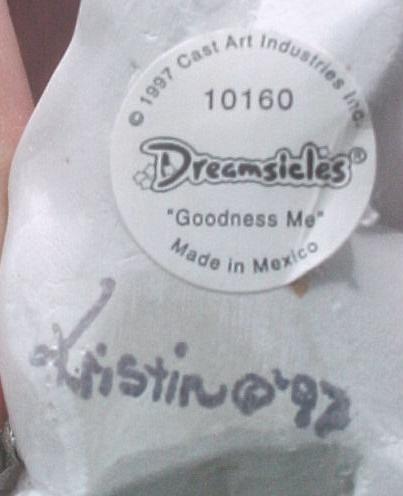 © 1997 Cast Art Industries Inc.
10160
Dreamsicles®
"Goodness Me"
Made in Mexico
Kristin © '97